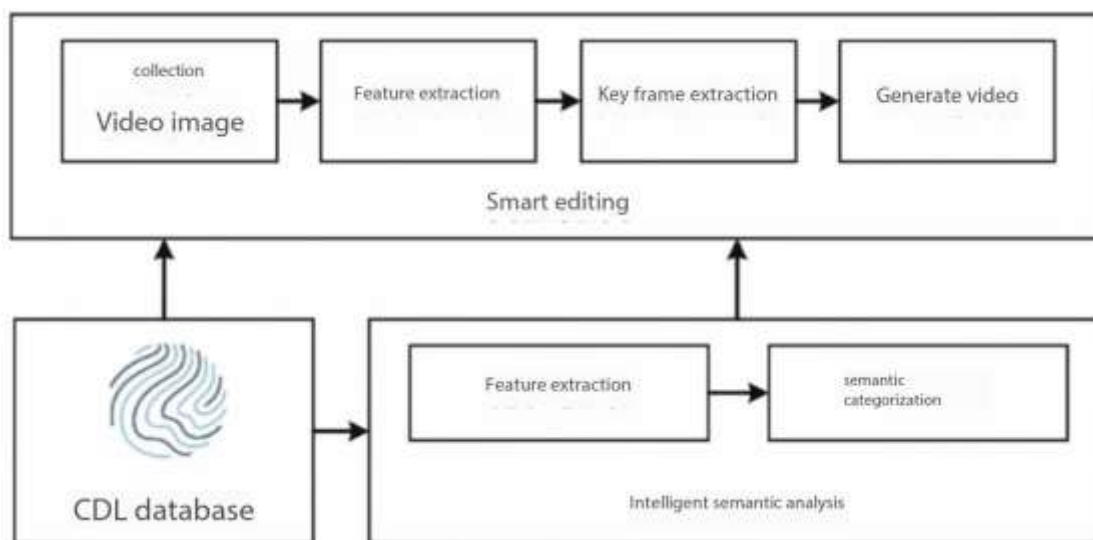 collection
Video image
Feature extraction
Key frame extraction
Generate video
Smart editing
CDL database
Feature extraction
semantic
categorization
Intelligent semantic analysis